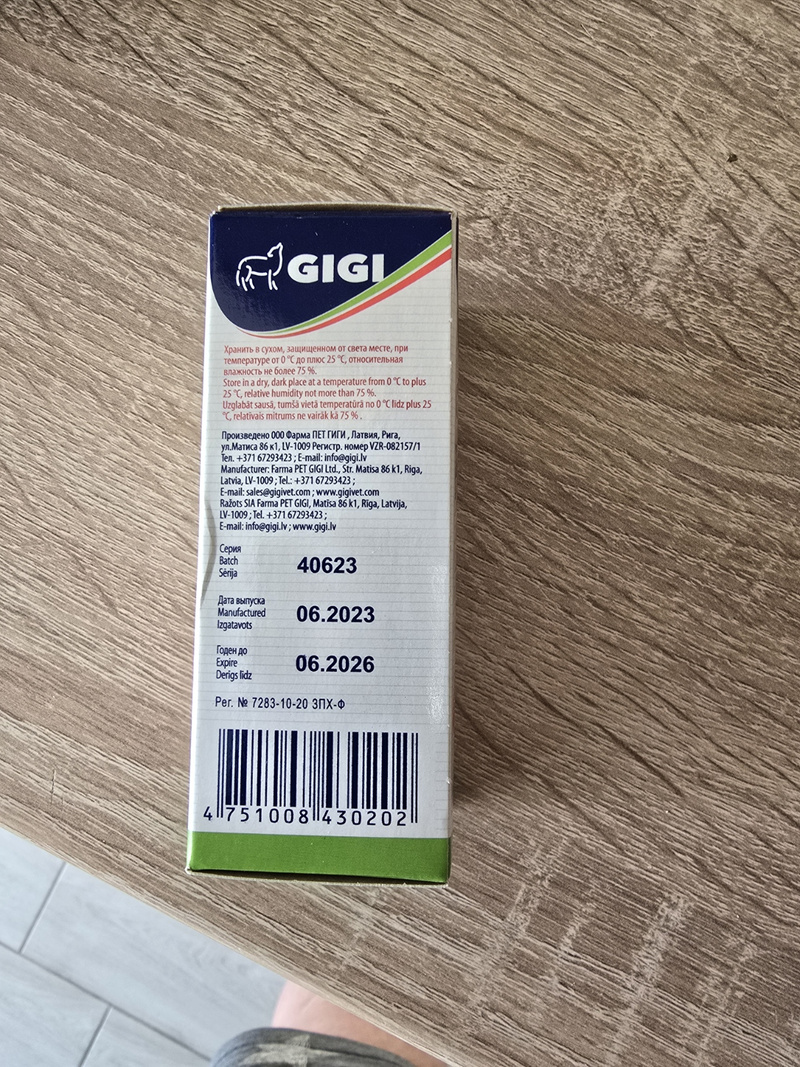 GIGI
Хранить в сухом, защищенном от света месте, при
температуре от 0 °C до плюс 25 °C, относительная
влажность не более 75 %.
Store in a dry, dark place at a temperature from 0 °C to plus
25 °C, relative humidity not more than 75 %.
Uzglabāt sausā, tumšā vietā temperatūrā no 0 °C līdz plus 25
°C, relatīvais mitrums ne vairāk kā 75 % .
Произведено ООО Фарма ПЕТ ГИГИ , Латвия, Рига,
ул.Матиса 86 к1, LV-1009 Регистр. номер VZR-082157/1
Тел. +371 67293423 ; E-mail: info@gigi.lv
Manufacturer: Farma PET GIGI Ltd., Str. Matisa 86 k1, Riga,
Latvia, LV-1009 ; Tel.: +371 67293423 ;
E-mail: sales@gigivet.com ; www.gigivet.com
Ražots SIA Farma PET GIGI, Matīsa 86 k1, Rīga, Latvija,
LV-1009 ; Tel. +371 67293423 ;
E-mail: info@gigi.lv ; www.gigi.lv
Серия
Batch 40623
Sērija
Дата выпуска
Manufactured 06.2023
Izgatavots
Годен до
Expire 06.2026
Derīgs līdz
Рег. № 7283-10-20 ЗПХ-Ф
4 751008 430202